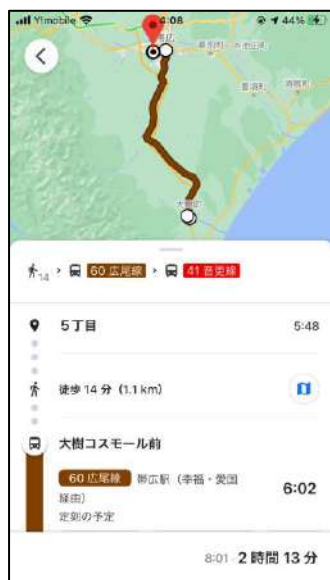 Y!mobile 4:08 44%
大樹町
14 60 広尾線 41 音更線
5丁目 5:48
徒歩 14 分（1.1 km）
大樹コスモール前
60 広尾線 帯広駅（幸福・愛国 6:02
経由）
定刻の予定
8:01 2 時間 13 分